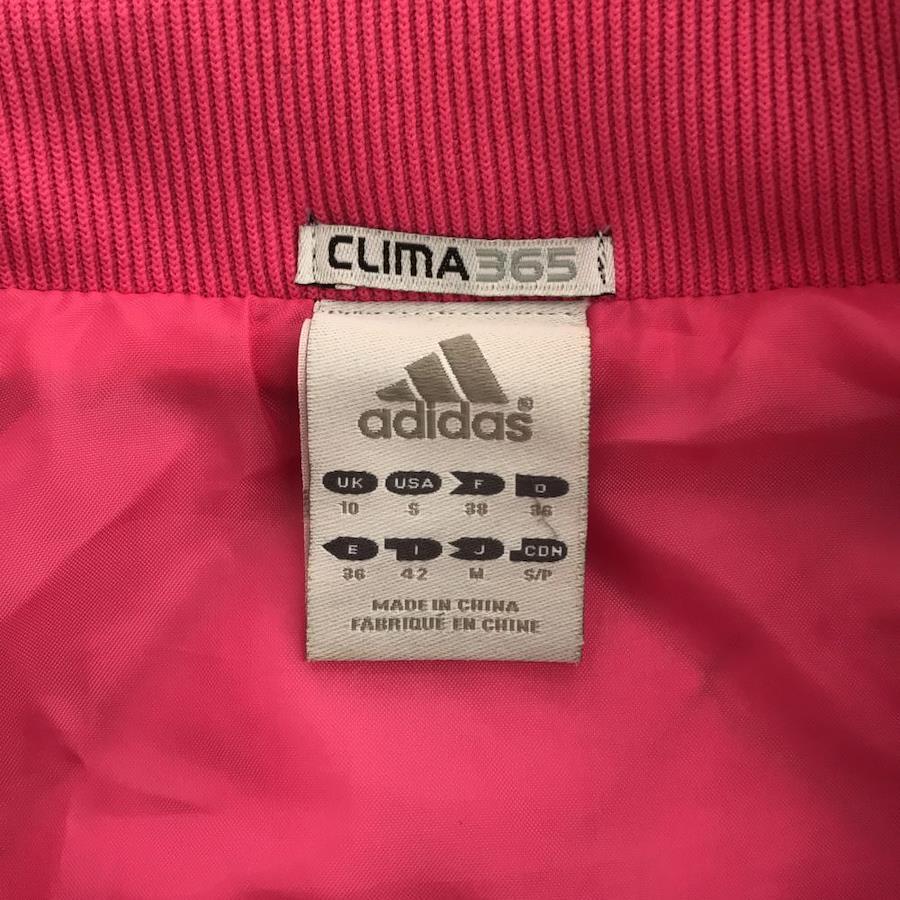 CLIMA365
adidas®
UK USA F D
10 S 38 36
E I J CDN
36 42 M S/P
MADE IN CHINA
FABRIQUÉ EN CHINE